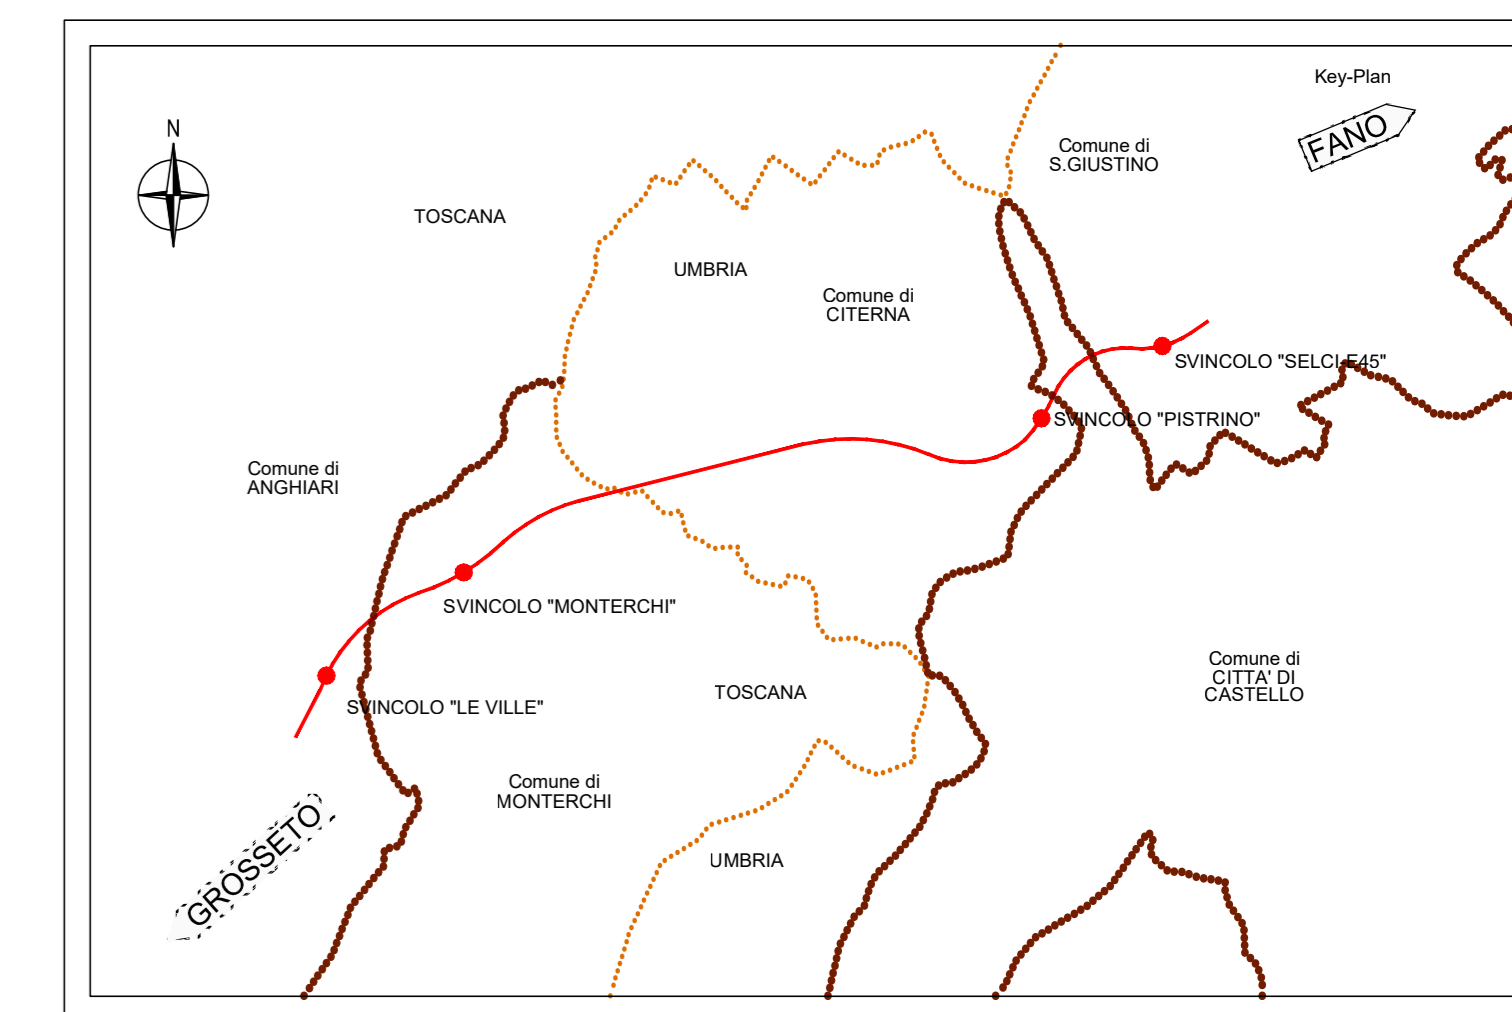 Key-Plan
FANO
N
Comune di
S.GIUSTINO
TOSCANA
UMBRIA
Comune di
CITERNA
SVINCOLO "SELCI-E45"
SVINCOLO "PISTRINO"
Comune di
ANGHIARI
SVINCOLO "MONTERCHI"
Comune di
CITTA' DI
CASTELLO
TOSCANA
SVINCOLO "LE VILLE"
Comune di
MONTERCHI
GROSSETO
UMBRIA